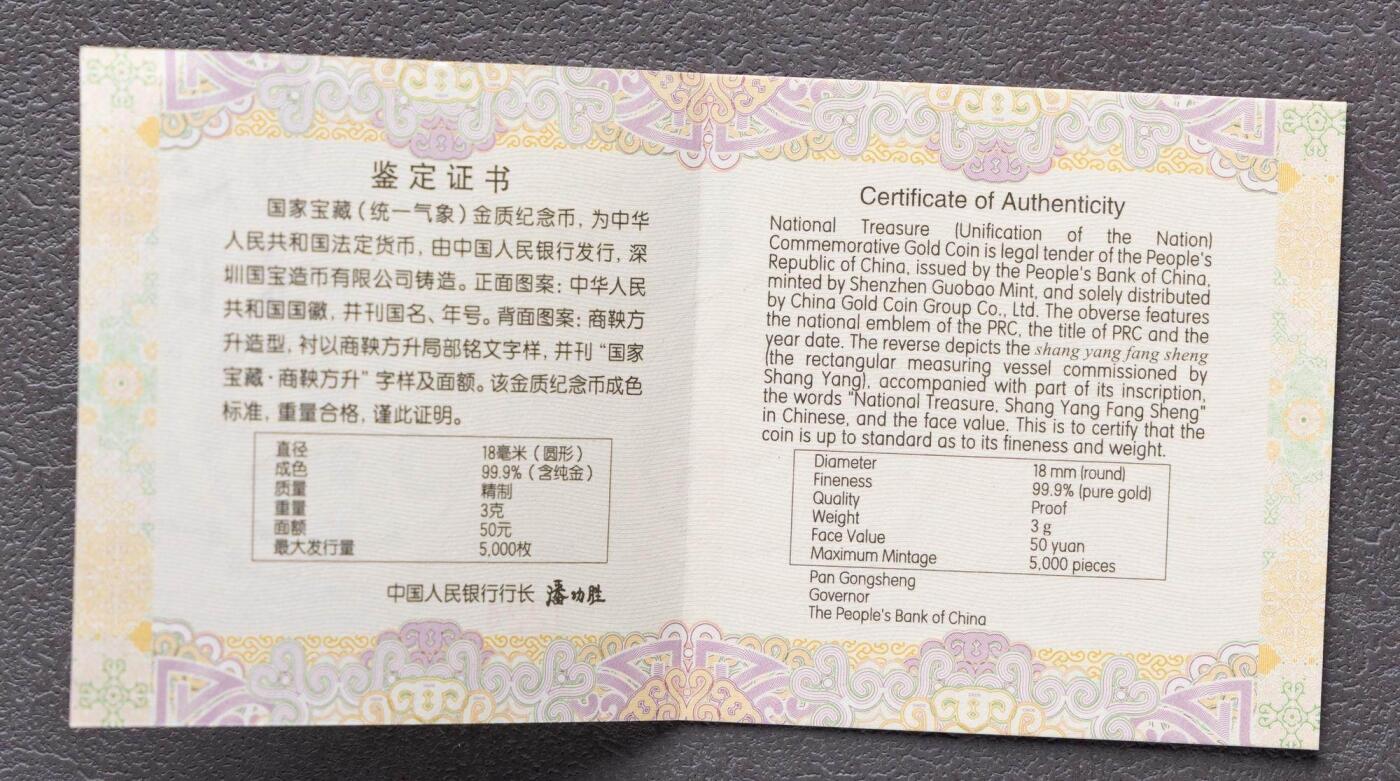 鉴定证书
国家宝藏（统一气象）金质纪念币，为中华
人民共和国法定货币，由中国人民银行发行，深
圳国宝造币有限公司铸造。正面图案：中华人民
共和国国徽，并刊国名、年号。背面图案：商鞅方
升造型，衬以商鞅方升局部铭文字样，并刊“国家
宝藏·商鞅方升”字样及面额。该金质纪念币成色
标准，重量合格，谨此证明。
直径 18毫米（圆形）
成色 99.9%（含纯金）
质量 精制
重量 3克
面额 50元
最大发行量 5,000枚
中国人民银行行长 潘功胜
Certificate of Authenticity
National Treasure (Unification of the Nation)
Commemorative Gold Coin is legal tender of the People's
Republic of China, issued by the People's Bank of China,
minted by Shenzhen Guobao Mint, and solely distributed
by China Gold Coin Group Co., Ltd. The obverse features
the national emblem of the PRC, the title of PRC and the
year date. The reverse depicts the shang yang fang sheng
(the rectangular measuring vessel commissioned by
Shang Yang), accompanied with part of its inscription,
the words "National Treasure, Shang Yang Fang Sheng"
in Chinese, and the face value. This is to certify that the
coin is up to standard as to its fineness and weight.
Diameter 18 mm (round)
Fineness 99.9% (pure gold)
Quality Proof
Weight 3 g
Face Value 50 yuan
Maximum Mintage 5,000 pieces
Pan Gongsheng
Governor
The People's Bank of China